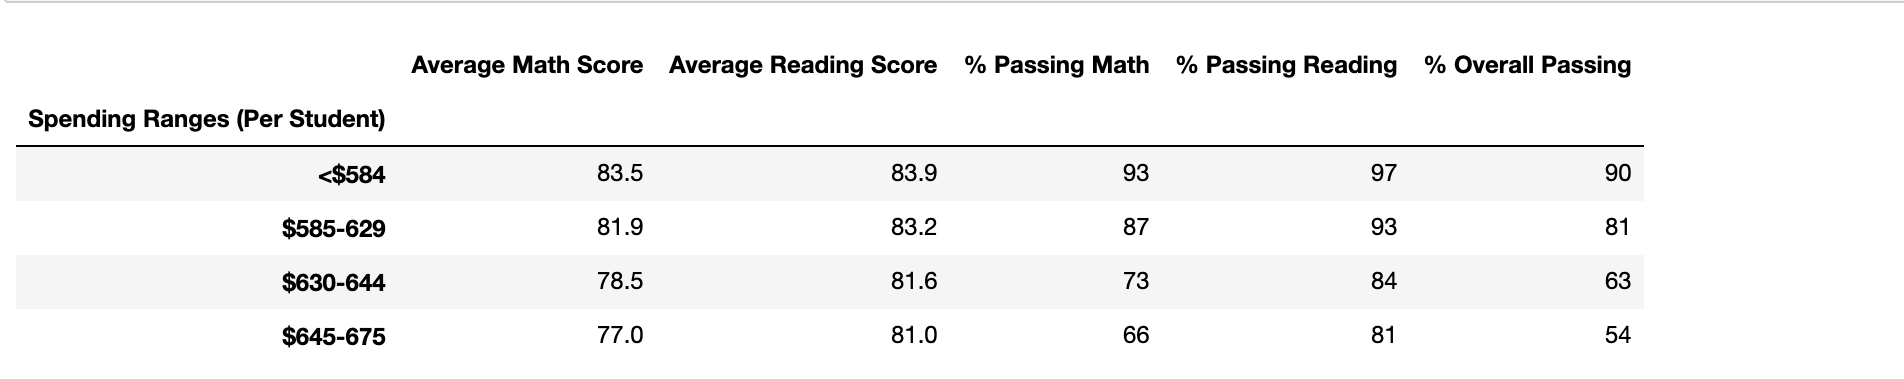 Average Math Score Average Reading Score % Passing Math % Passing Reading % Overall Passing
Spending Ranges (Per Student)
<$584 83.5 83.9 93 97 90
$585-629 81.9 83.2 87 93 81
$630-644 78.5 81.6 73 84 63
$645-675 77.0 81.0 66 81 54